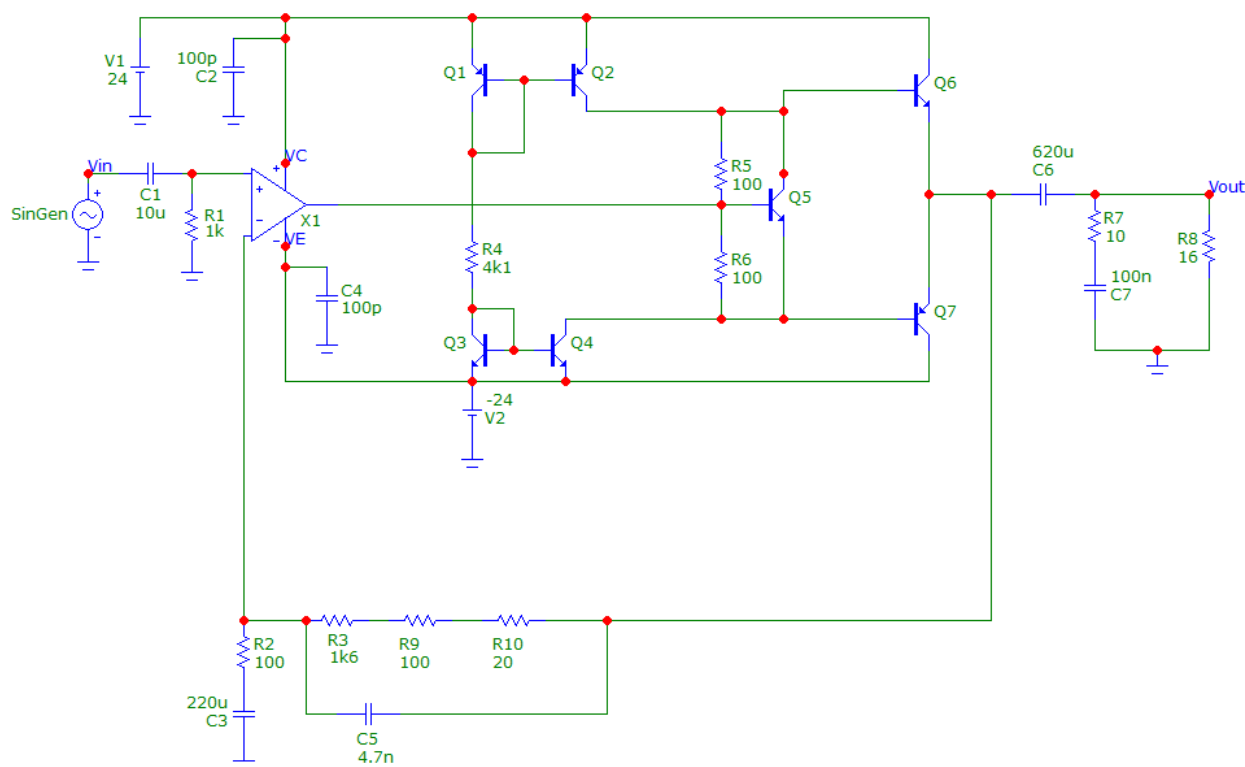 V1
24
100p
C2
Q1
Q2
Q6
VC
Vin
C1
10u
SinGen
R1
1k
+
-
X1
VE
R5
100
Q5
620u
C6
Vout
R7
10
R8
16
R4
4k1
R6
100
C4
100p
100n
C7
Q3
Q4
Q7
-24
V2
R2
100
R3
1k6
R9
100
R10
20
220u
C3
C5
4.7n